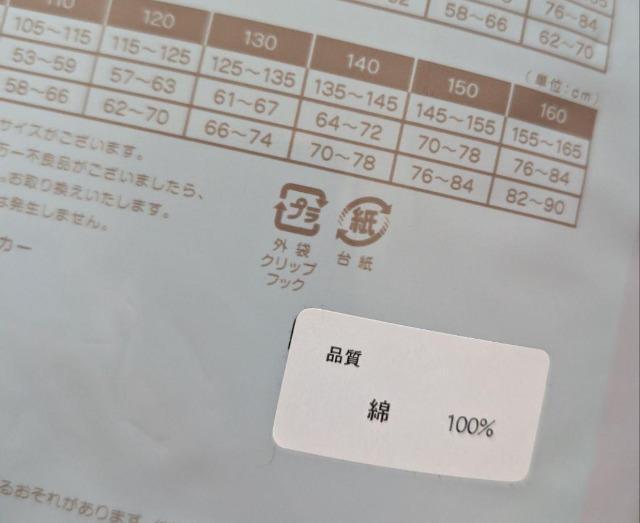 58～66 76～84
62～70
(単位:cm)
110 120 130 140 150 160
105～115 115～125 125～135 135～145 145～155 155～165
53～59 57～63 61～67 64～72 70～78 76～84
58～66 62～70 66～74 70～78 76～84 82～90
サイズがございます。
不良品がございましたら、
お取り換えいたします。
は発生しません。
カー
プラ 紙
外袋 台紙
クリップ
フック
品質
綿 100%
るおそれがあります